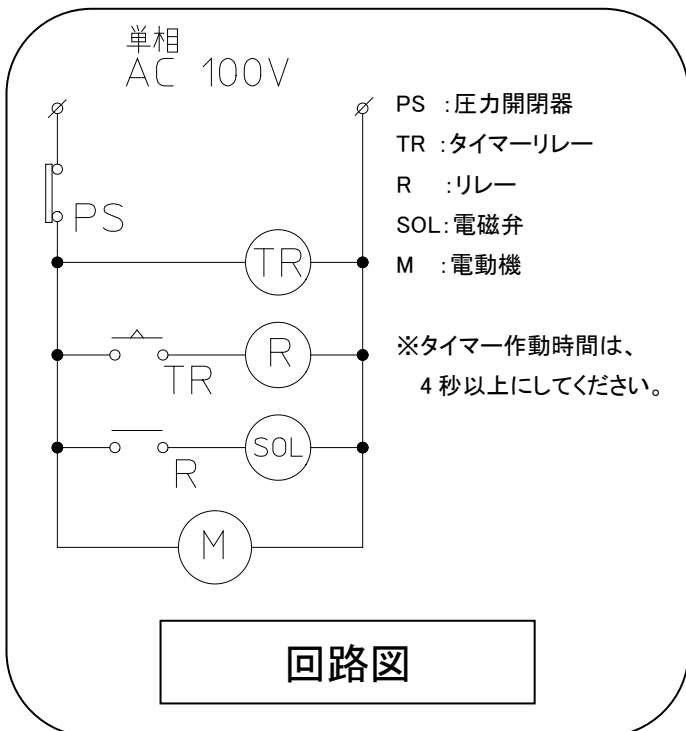 単相
AC 100V
PS :圧力開閉器
TR :タイマーリレー
R :リレー
SOL:電磁弁
M :電動機
※タイマー作動時間は、
4 秒以上にしてください。
PS
TR
R
TR
SOL
R
M
回路図